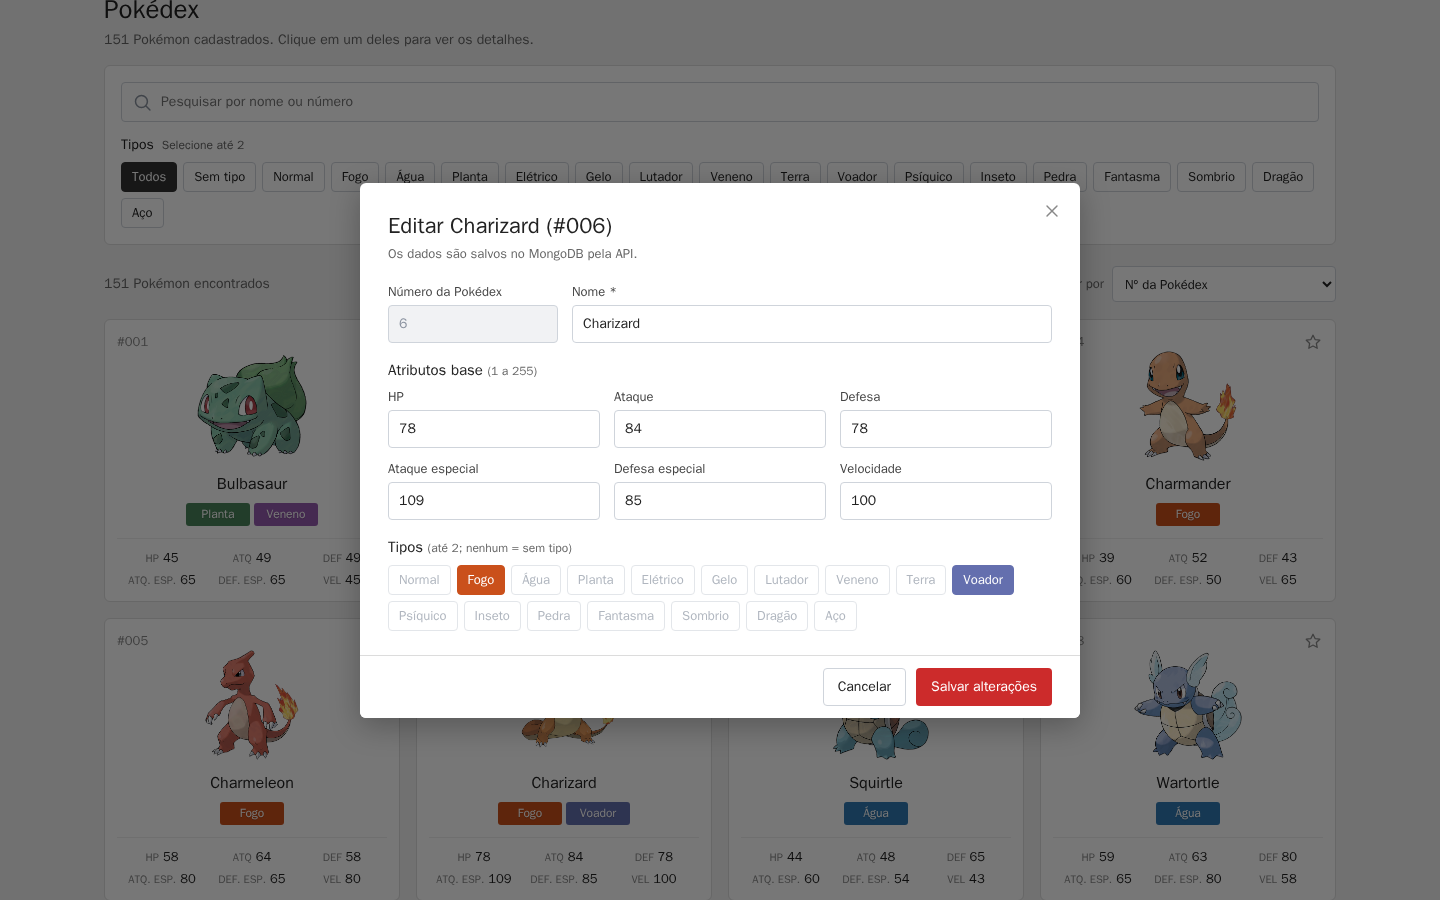 Pokédex
151 Pokémon cadastrados. Clique em um deles para ver os detalhes.
Pesquisar por nome ou número
Tipos Selecione até 2
Todos Sem tipo Normal Fogo Água Planta Elétrico Gelo Lutador Veneno Terra Voador Psíquico Inseto Pedra Fantasma Sombrio Dragão
Aço
151 Pokémon encontrados
por Nº da Pokédex
Editar Charizard (#006)
Os dados são salvos no MongoDB pela API.
Número da Pokédex Nome *
6 Charizard
Atributos base (1 a 255)
HP Ataque Defesa
78 84 78
Ataque especial Defesa especial Velocidade
109 85 100
Tipos (até 2; nenhum = sem tipo)
Normal Fogo Água Planta Elétrico Gelo Lutador Veneno Terra Voador
Psíquico Inseto Pedra Fantasma Sombrio Dragão Aço
Cancelar Salvar alterações
#001
Bulbasaur
Planta Veneno
HP 45 ATQ 49 DEF 49
ATQ. ESP. 65 DEF. ESP. 65 VEL 45
Charmander
Fogo
HP 39 ATQ 52 DEF 43
ESP. 60 DEF. ESP. 50 VEL 65
#005
Charmeleon
Fogo
HP 58 ATQ 64 DEF 58
ATQ. ESP. 80 DEF. ESP. 65 VEL 80
Charizard
Fogo Voador
HP 78 ATQ 84 DEF 78
ATQ. ESP. 109 DEF. ESP. 85 VEL 100
Squirtle
Água
HP 44 ATQ 48 DEF 65
ATQ. ESP. 60 DEF. ESP. 54 VEL 43
Wartortle
Água
HP 59 ATQ 63 DEF 80
ATQ. ESP. 65 DEF. ESP. 80 VEL 58